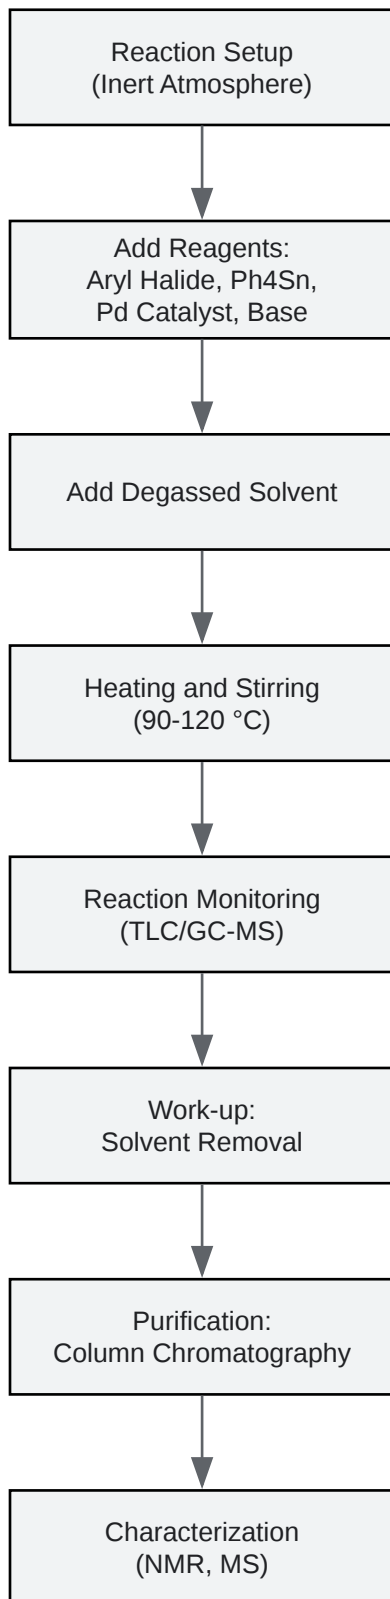 Reaction Setup
(Inert Atmosphere)
Add Reagents:
Aryl Halide, Ph4Sn,
Pd Catalyst, Base
Add Degassed Solvent
Heating and Stirring
(90-120 °C)
Reaction Monitoring
(TLC/GC-MS)
Work-up:
Solvent Removal
Purification:
Column Chromatography
Characterization
(NMR, MS)